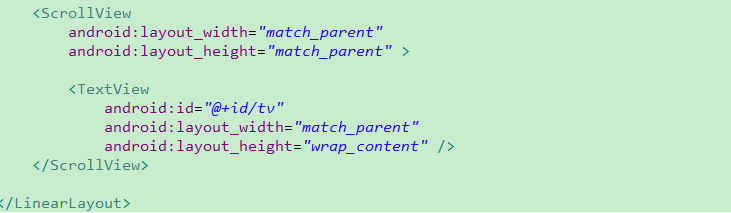 <ScrollView
android:layout_width="match_parent"
android:layout_height="match_parent" >
<TextView
android:id="@+id/tv"
android:layout_width="match_parent"
android:layout_height="wrap_content" />
</ScrollView>
</LinearLayout>